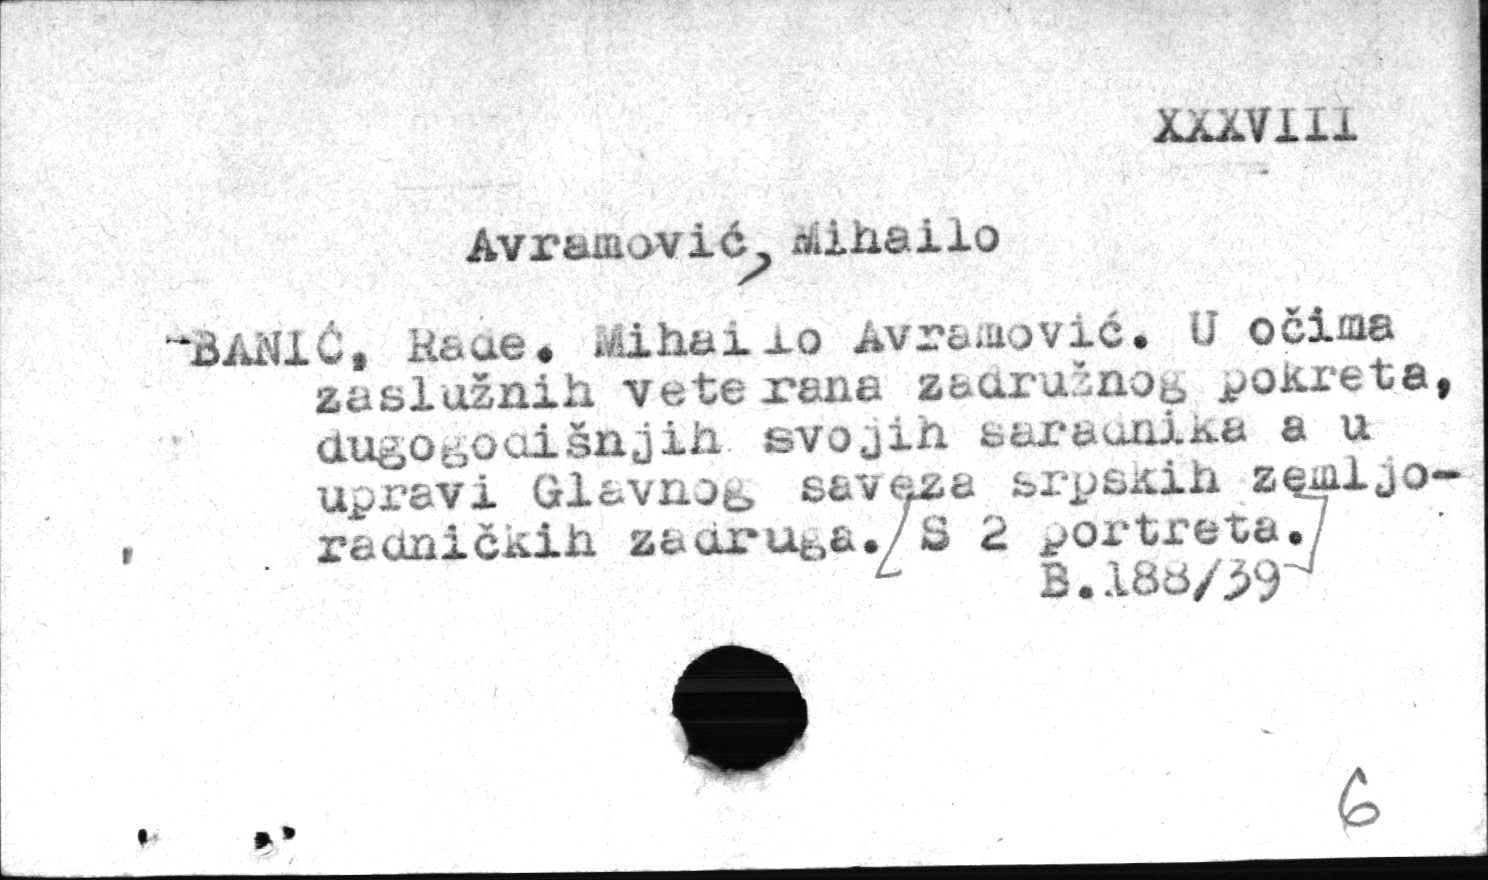 XXXVIII
Avramović, Mihailo
-BANIĆ, Rade. Mihailo Avramović. U očima
zaslužnih veterana zadružnog pokreta,
dugogodišnjih svojih saradnika a u
upravi Glavnog saveza srpskih zemljo-
radničkih zadruga. [S 2 portreta.]
B.188/39
6